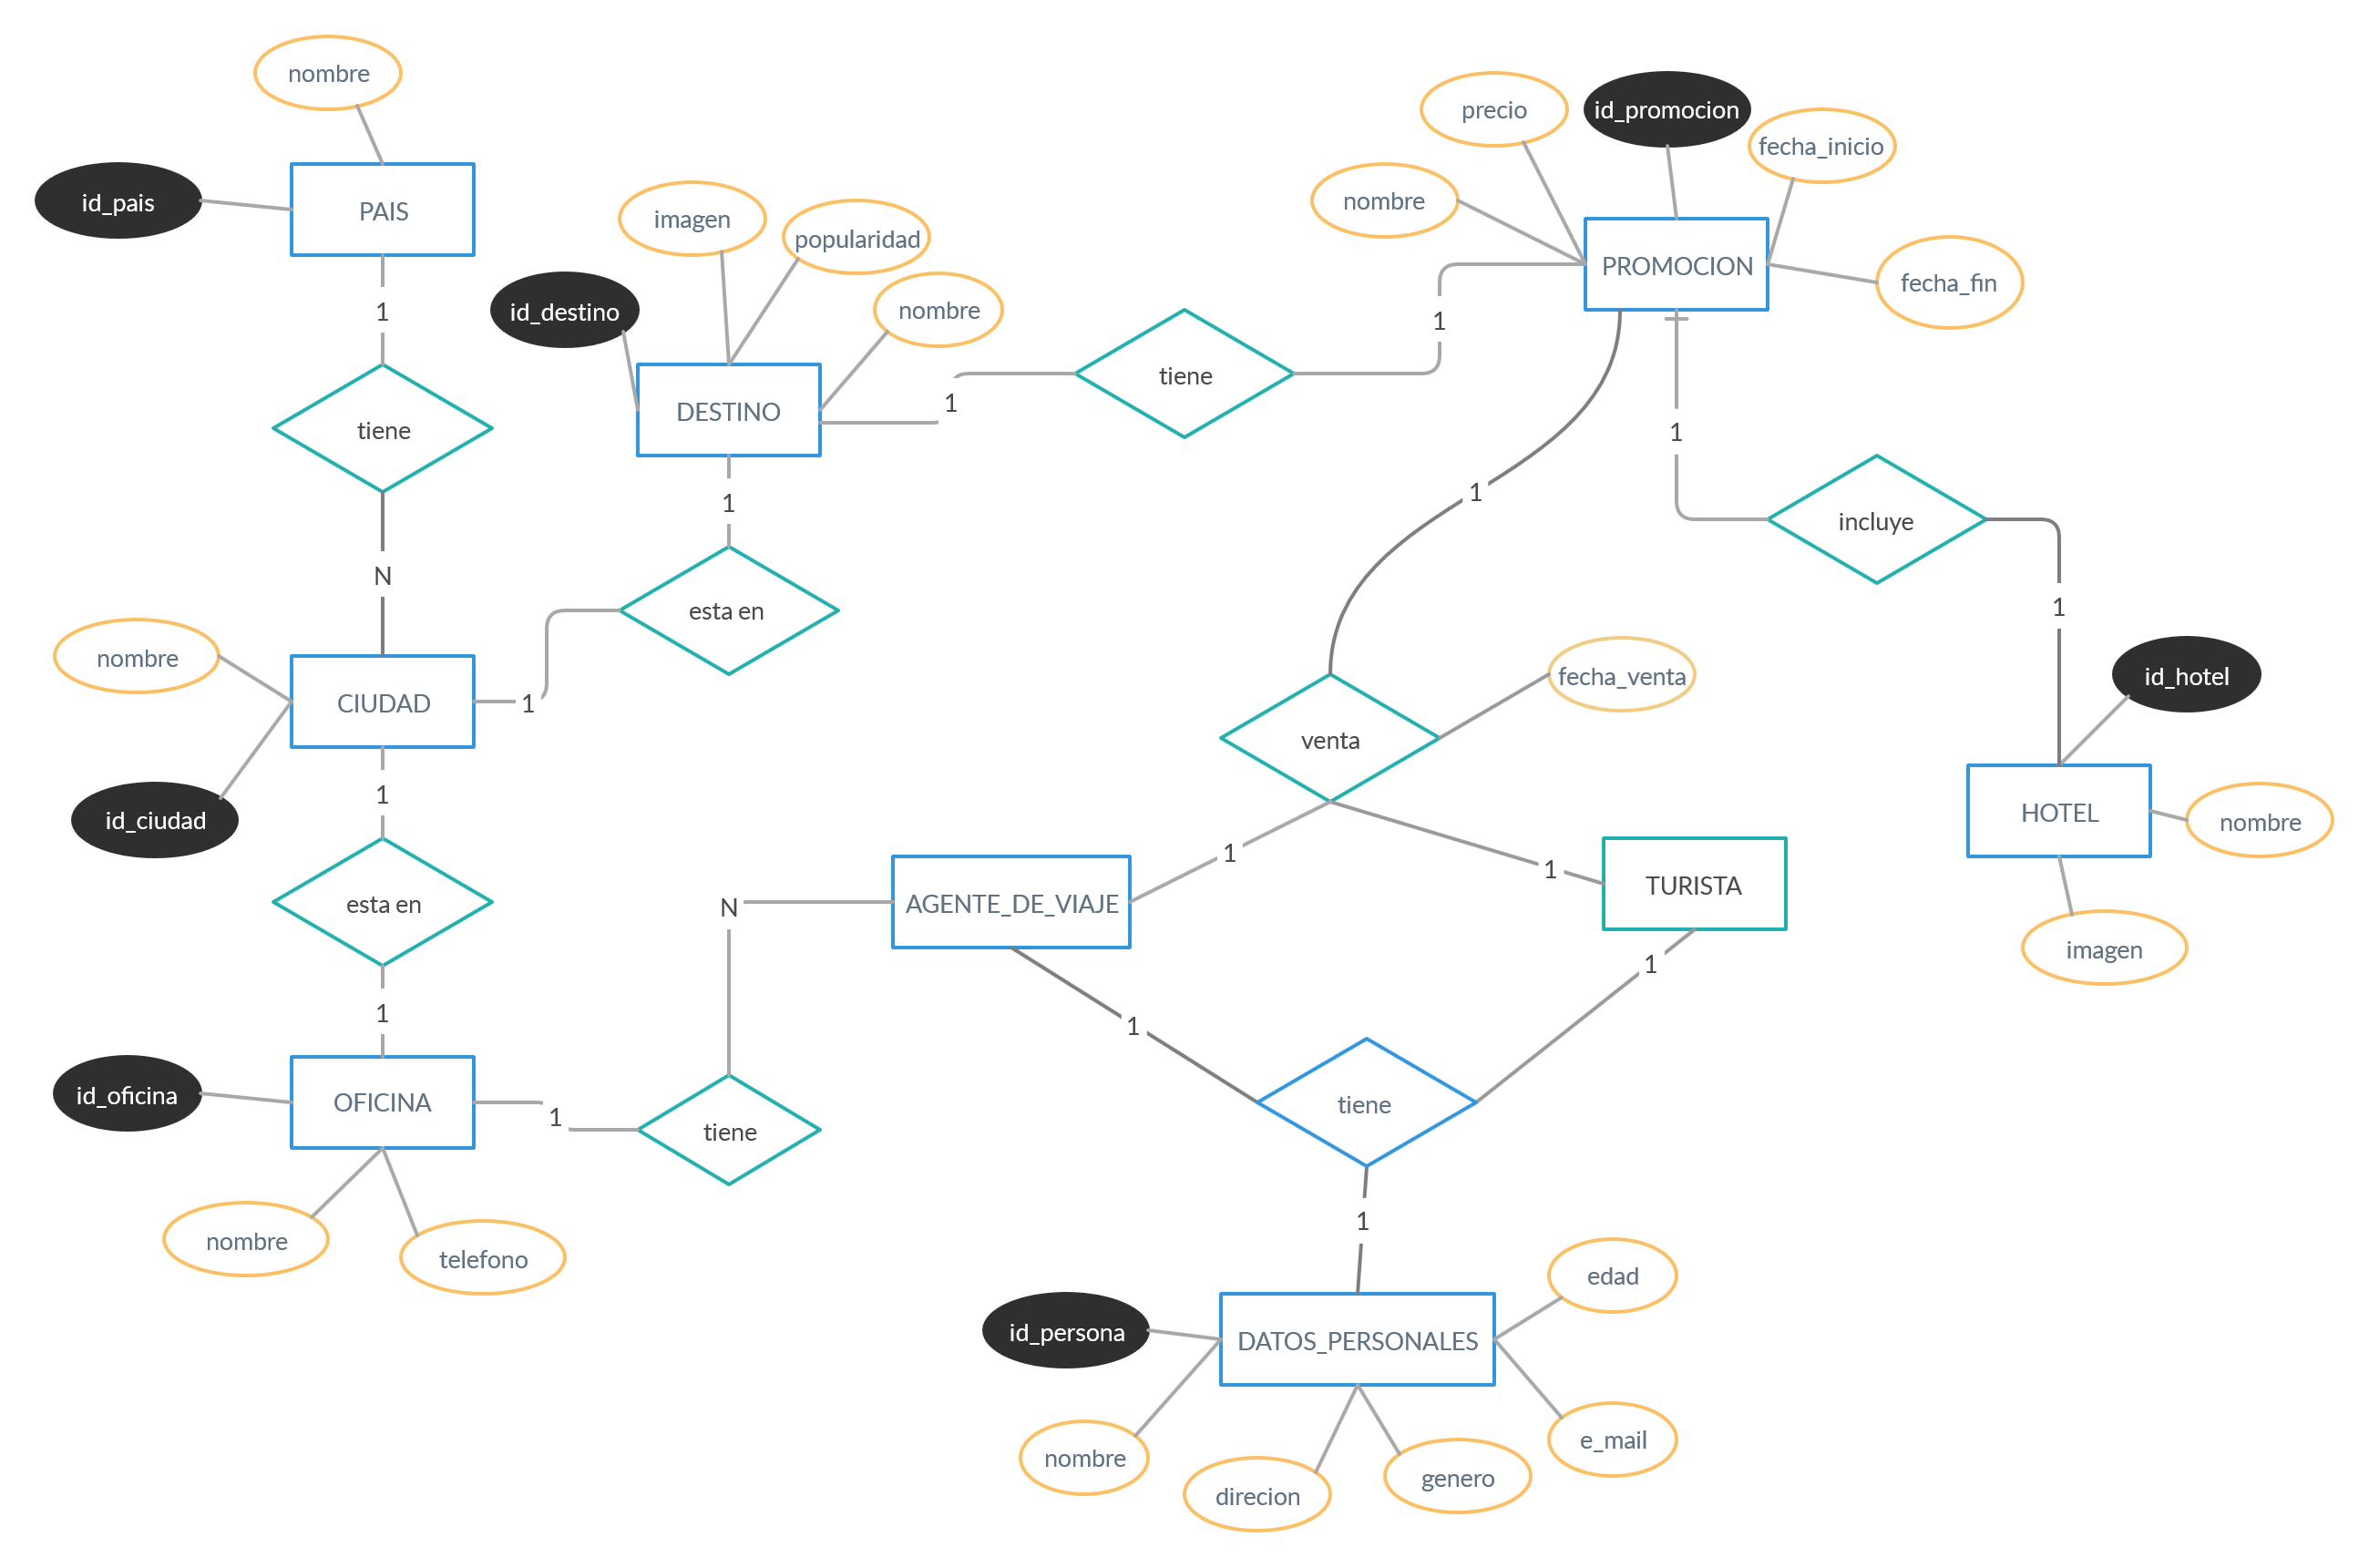 nombre
id_pais
PAIS
1
tiene
N
nombre
CIUDAD
id_ciudad
1
esta en
1
id_oficina
OFICINA
nombre
telefono
imagen
popularidad
id_destino
nombre
DESTINO
1
1
esta en
1
tiene
1
precio
id_promocion
fecha_inicio
nombre
PROMOCION
fecha_fin
1
1
incluye
1
id_hotel
HOTEL
nombre
imagen
fecha_venta
venta
1
1
TURISTA
N
AGENTE_DE_VIAJE
1
tiene
1
1
tiene
1
edad
id_persona
DATOS_PERSONALES
nombre
direcion
genero
e_mail